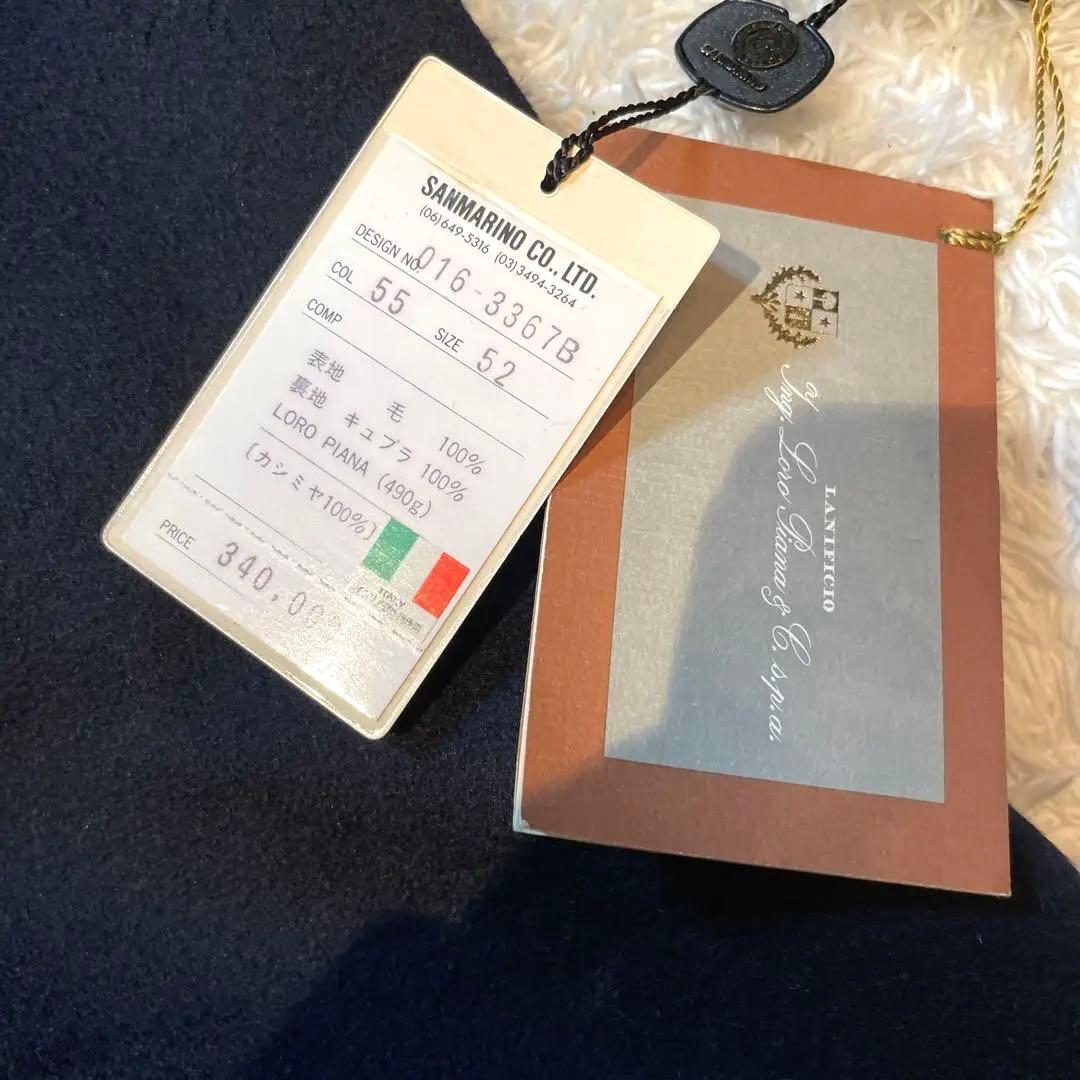 SANMARINO CO., LTD.
(06)649-5316 (03)3494-3264
DESIGN NO. 016-3367B
COL 55 SIZE 52
COMP
表地 毛 100%
裏地 キュプラ 100%
LORO PIANA (490g)
[カシミヤ100%]
ITALY
PRICE 340,00
SANMARINO
LANIFICIO
Ing. Loro Piana & C. s.p.a.